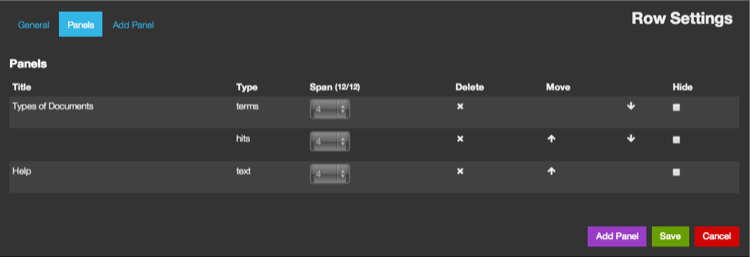 General Panels Add Panel Row Settings
Panels
Title Type Span (12/12) Delete Move Hide
Types of Documents terms 4
hits 4
Help text 4
Add Panel Save Cancel